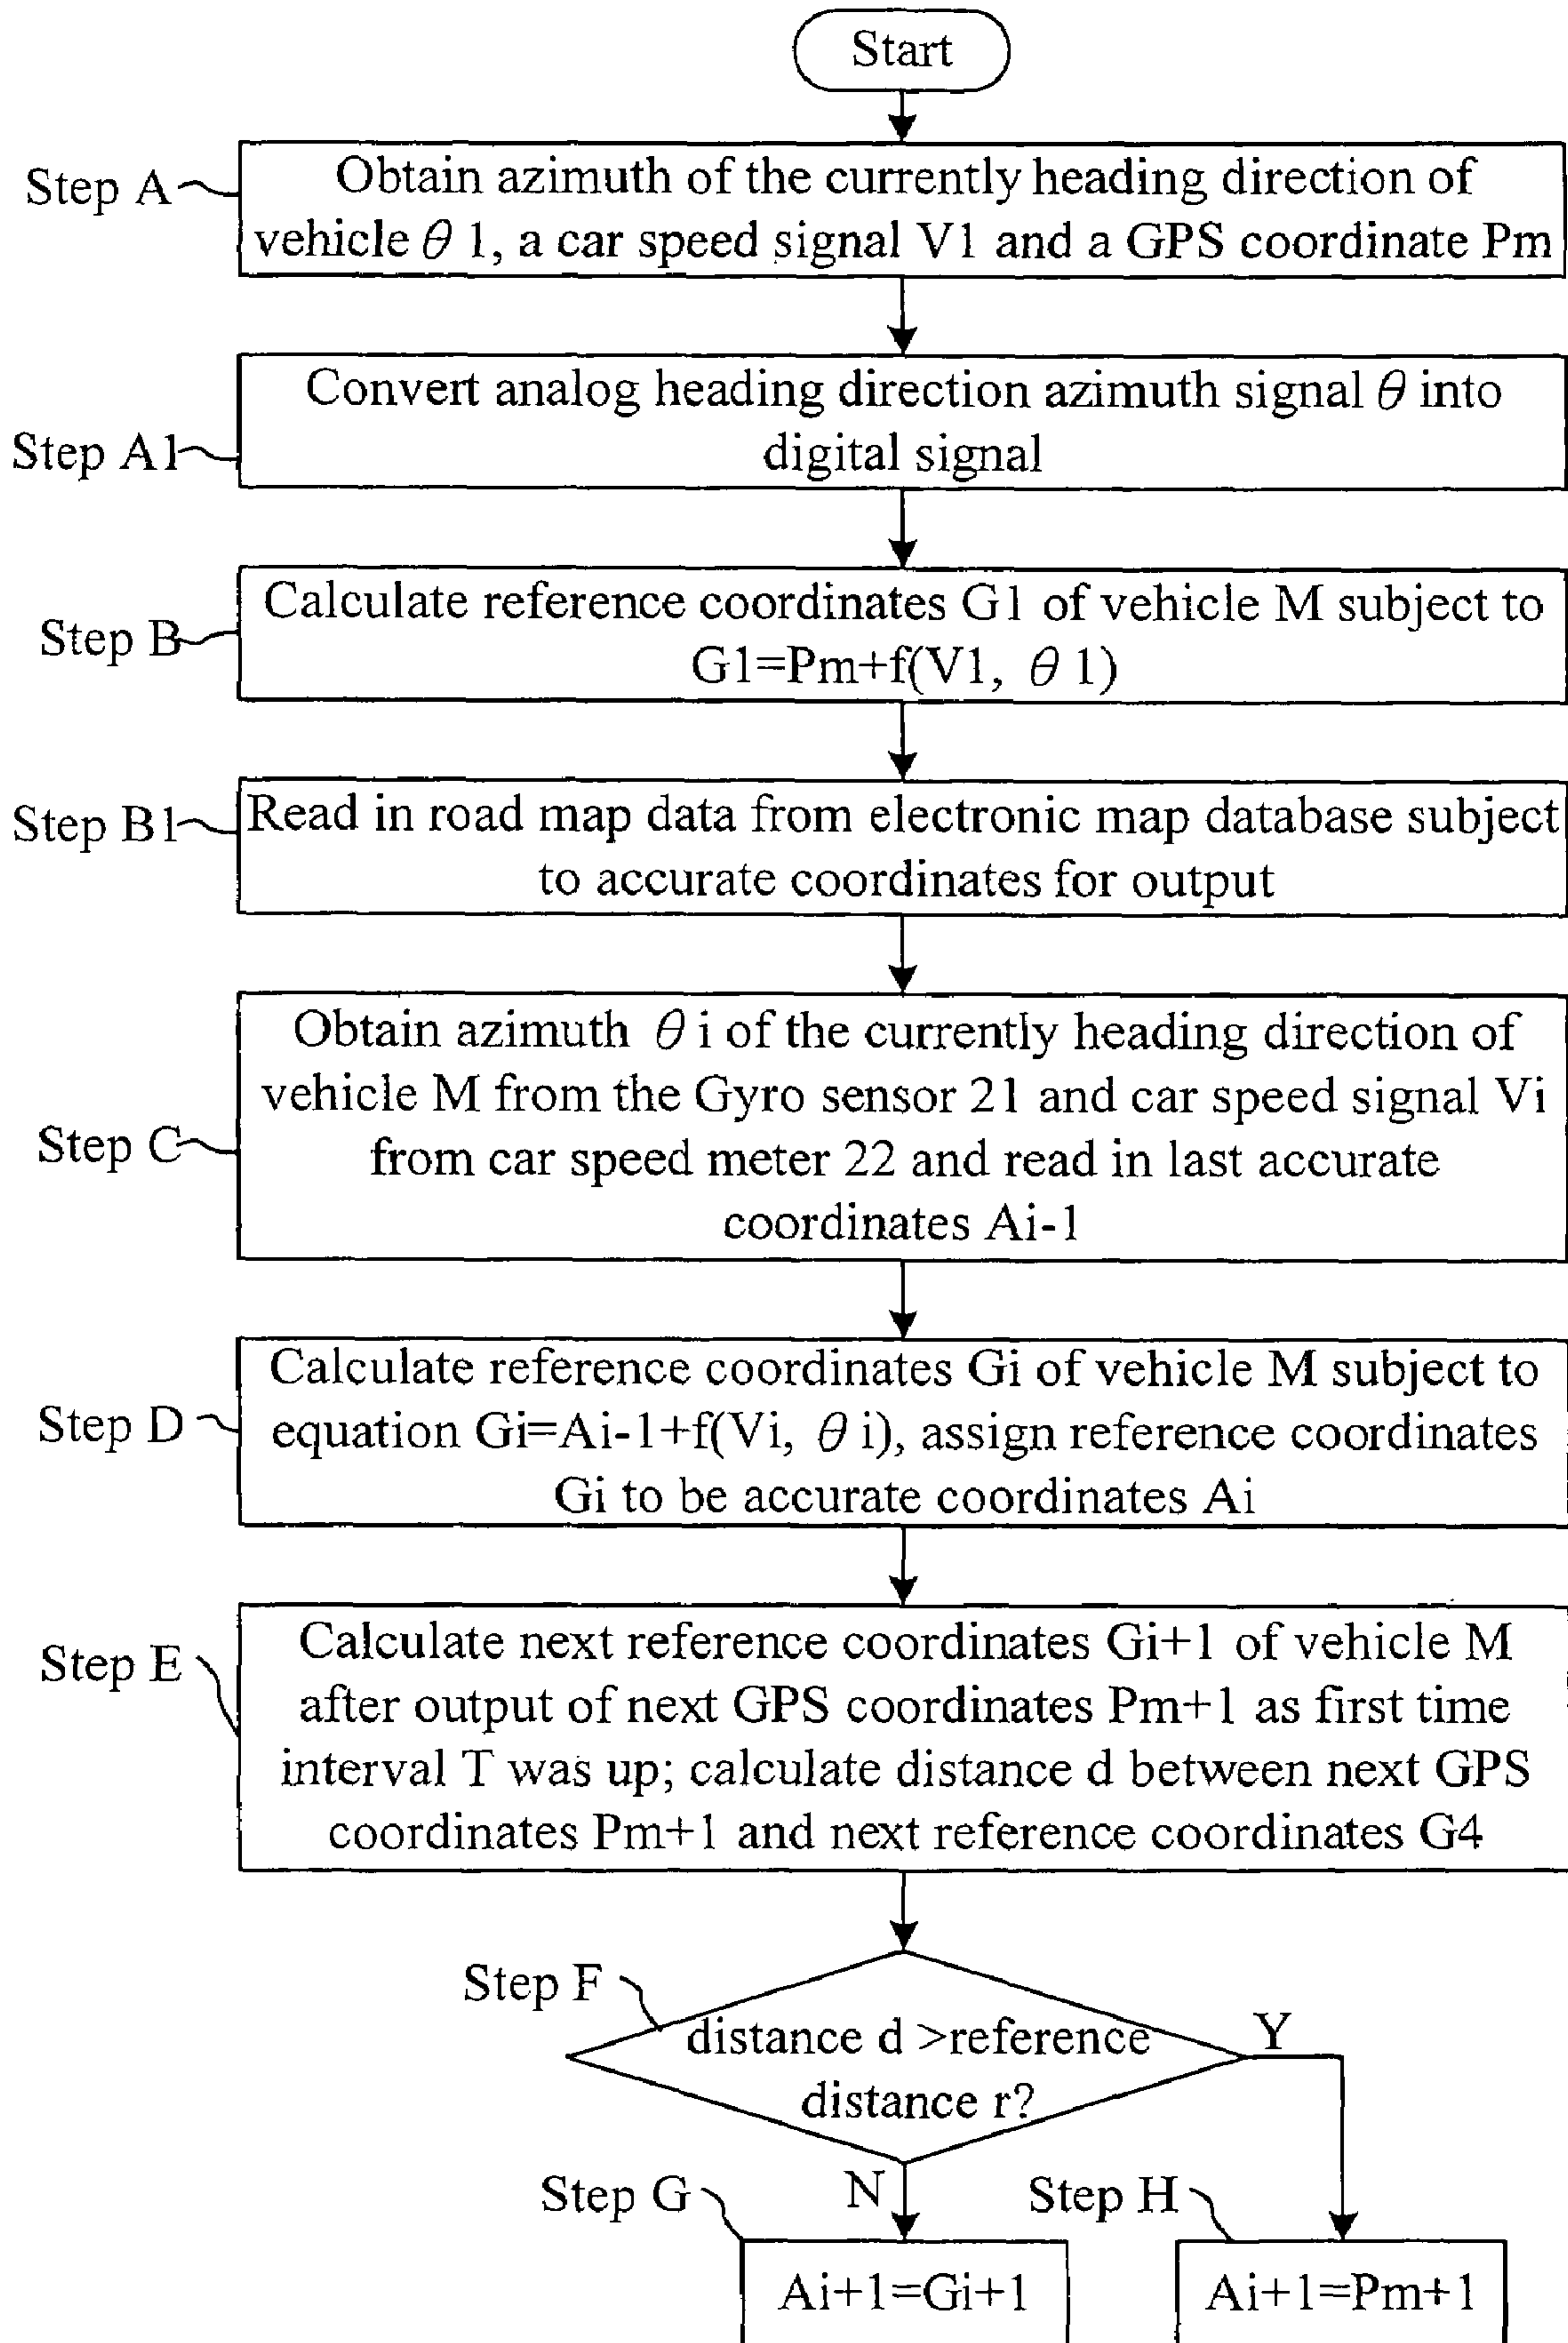 Start
Step A
Obtain azimuth of the currently heading direction of
vehicle θ 1, a car speed signal V1 and a GPS coordinate Pm
Step A1
Convert analog heading direction azimuth signal θ into
digital signal
Step B
Calculate reference coordinates G1 of vehicle M subject to
G1=Pm+f(V1, θ 1)
Step B1
Read in road map data from electronic map database subject
to accurate coordinates for output
Step C
Obtain azimuth θ i of the currently heading direction of
vehicle M from the Gyro sensor 21 and car speed signal Vi
from car speed meter 22 and read in last accurate
coordinates Ai-1
Step D
Calculate reference coordinates Gi of vehicle M subject to
equation Gi=Ai-1+f(Vi, θ i), assign reference coordinates
Gi to be accurate coordinates Ai
Step E
Calculate next reference coordinates Gi+1 of vehicle M
after output of next GPS coordinates Pm+1 as first time
interval T was up; calculate distance d between next GPS
coordinates Pm+1 and next reference coordinates G4
Step F
distance d >reference
distance r?
Y
N
Step G
Ai+1=Gi+1
Step H
Ai+1=Pm+1